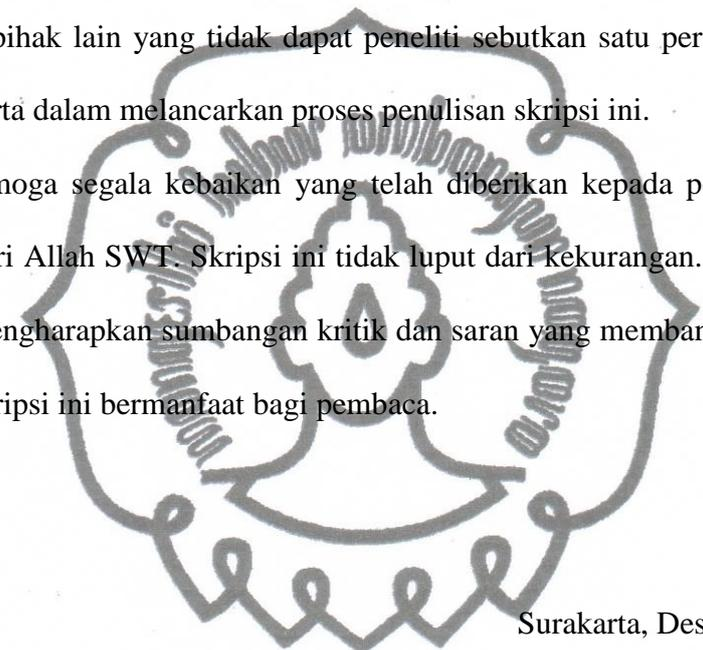 pihak lain yang tidak dapat peneliti sebutkan satu per
rta dalam melancarkan proses penulisan skripsi ini.
moga segala kebaikan yang telah diberikan kepada p
ri Allah SWT. Skripsi ini tidak luput dari kekurangan.
engharapkan sumbangan kritik dan saran yang memban
ripsi ini bermanfaat bagi pembaca.
Surakarta, Des